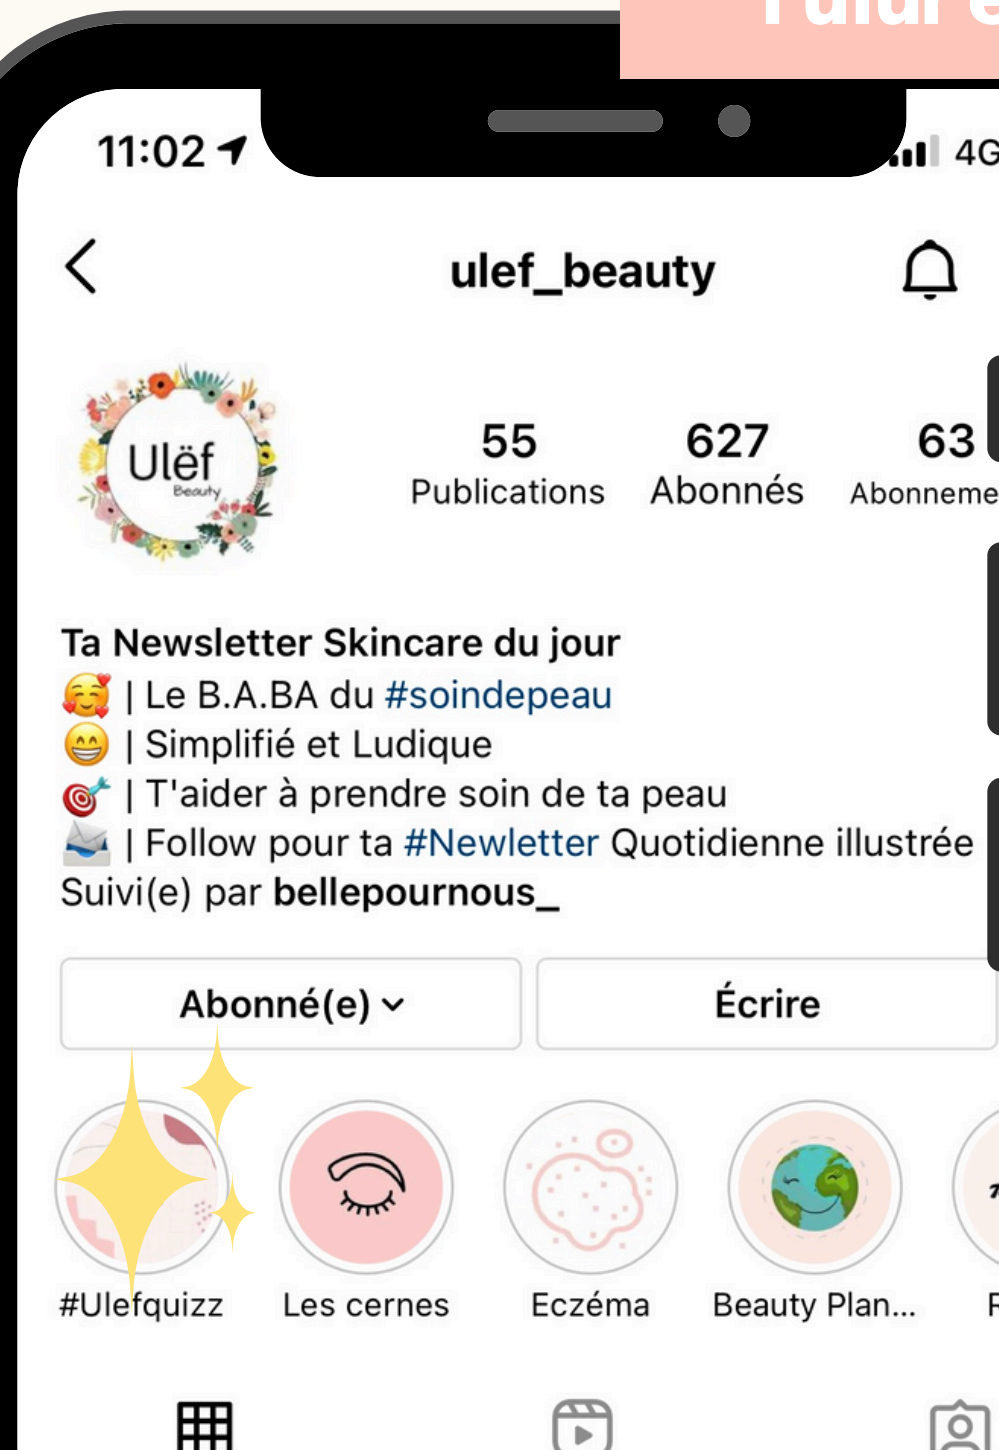 11:02
4G
ulef_beauty
Ulëf
Beauty
55
627
63
Publications
Abonnés
Abonneme
Ta Newsletter Skincare du jour
| Le B.A.BA du #soindepeau
| Simplifié et Ludique
| T'aider à prendre soin de ta peau
| Follow pour ta #Newletter Quotidienne illustrée
Suivi(e) par bellepournous_
Abonné(e)
Écrire
#Ulefquizz
Les cernes
Eczéma
Beauty Plan...